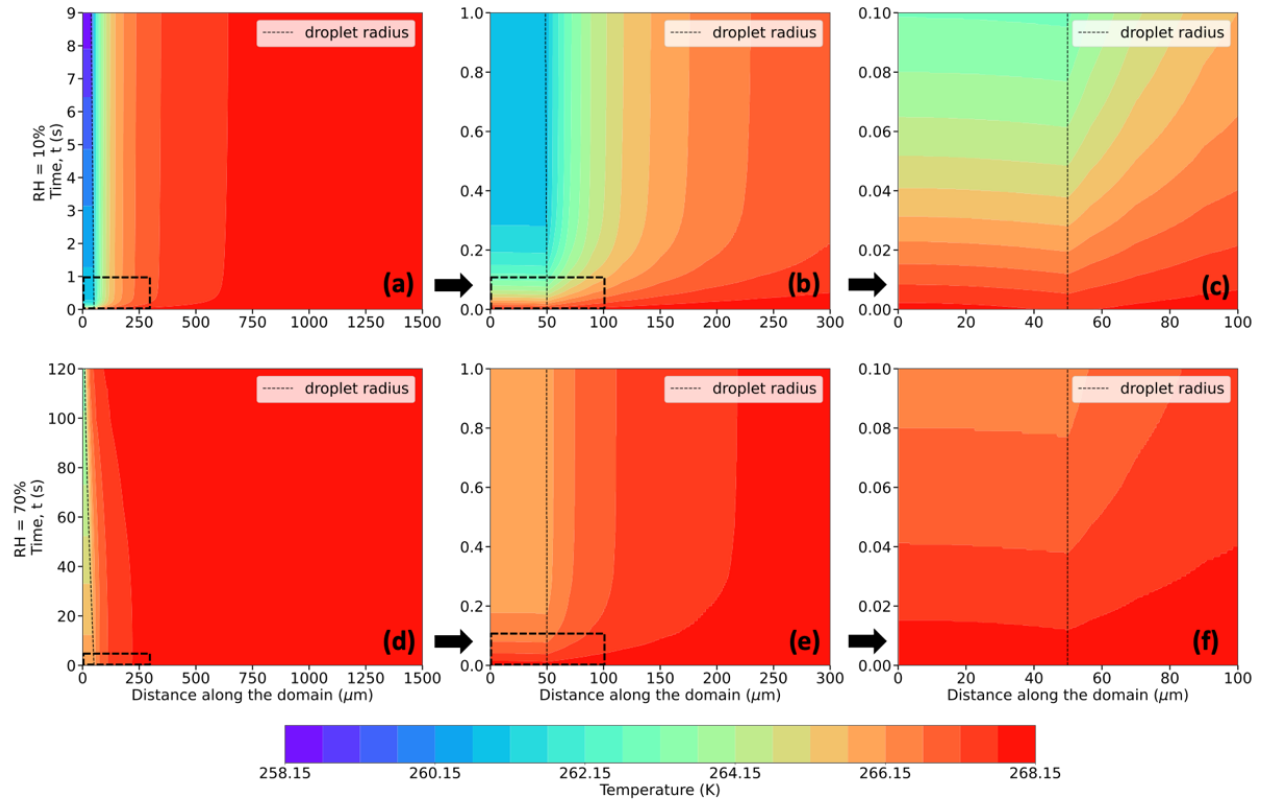 9 8 7 6 5 4 3 2 1 0
RH = 10%
Time, t (s)
droplet radius
(a)
0 250 500 750 1000 1250 1500
1.0 0.8 0.6 0.4 0.2 0.0
droplet radius
(b)
0 50 100 150 200 250 300
0.10 0.08 0.06 0.04 0.02 0.00
droplet radius
(c)
0 20 40 60 80 100
120 100 80 60 40 20 0
RH = 70%
Time, t (s)
droplet radius
(d)
0 250 500 750 1000 1250 1500
Distance along the domain (μm)
1.0 0.8 0.6 0.4 0.2 0.0
droplet radius
(e)
0 50 100 150 200 250 300
Distance along the domain (μm)
0.10 0.08 0.06 0.04 0.02 0.00
droplet radius
(f)
0 20 40 60 80 100
Distance along the domain (μm)
258.15 260.15 262.15 264.15 266.15 268.15
Temperature (K)